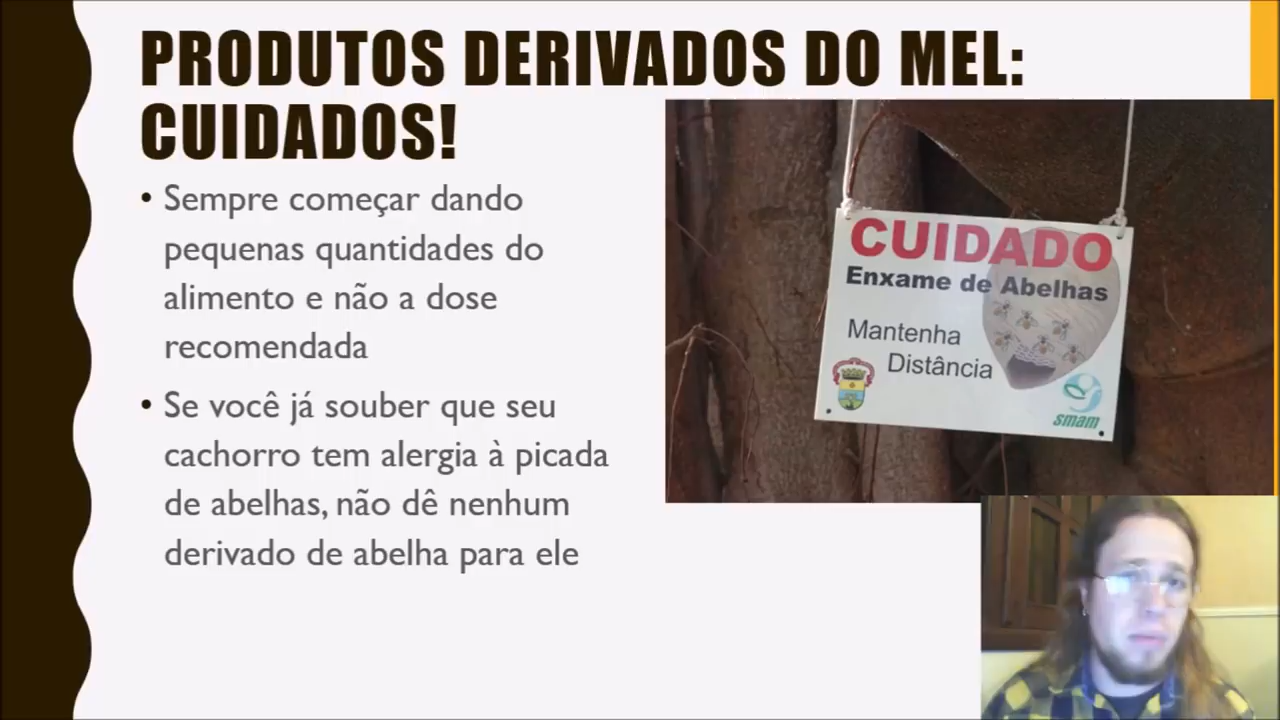 PRODUTOS DERIVADOS DO MEL:
CUIDADOS!
• Sempre começar dando
pequenas quantidades do
alimento e não a dose
recomendada
• Se você já souber que seu
cachorro tem alergia à picada
de abelhas, não dê nenhum
derivado de abelha para ele
CUIDADO
Enxame de Abelhas
Mantenha
Distância
smam